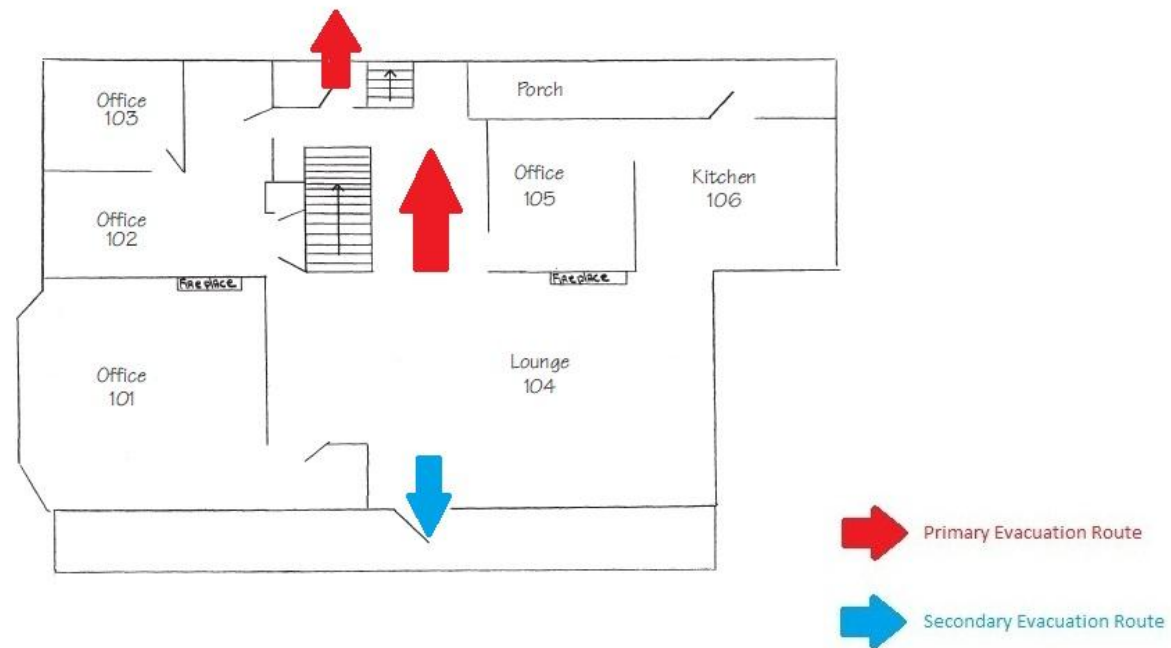 Office
103
Porch
Office
105
Kitchen
106
Office
102
Fireplace
Fireplace
Office
101
Lounge
104
Primary Evacuation Route
Secondary Evacuation Route